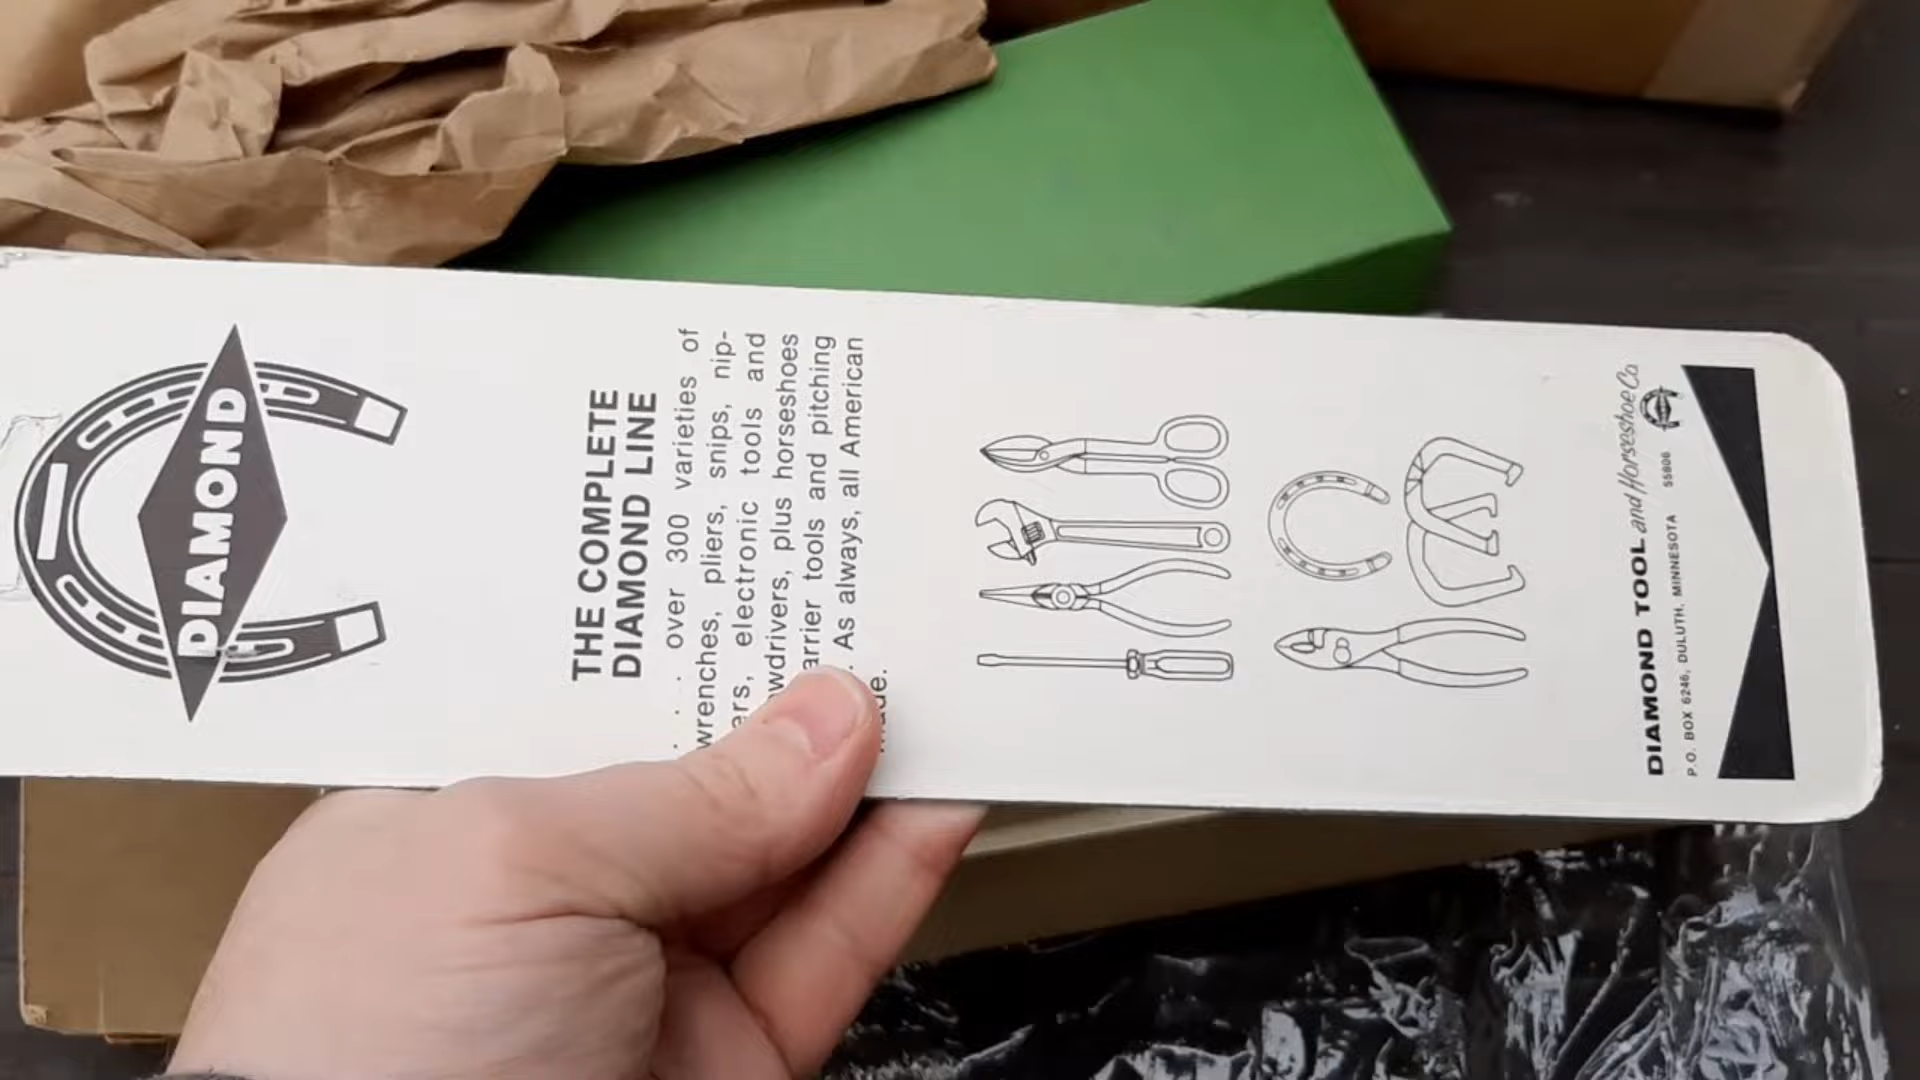 DIAMOND
THE COMPLETE
DIAMOND LINE
. . . over 300 varieties of
wrenches, pliers, snips, nip-
ers, electronic tools and
wdrivers, plus horseshoes
arrier tools and pitching
. As always, all American
DIAMOND TOOL and Horseshoe Co
P.O. BOX 6246, DULUTH, MINNESOTA 55806